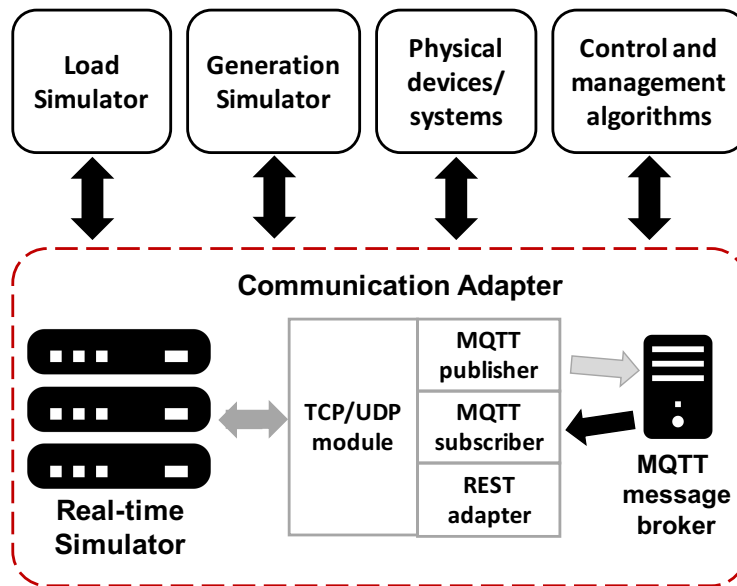 Load
Simulator
Generation
Simulator
Physical
devices/
systems
Control and
management
algorithms
Communication Adapter
Real-time
Simulator
TCP/UDP
module
MQTT
publisher
MQTT
subscriber
REST
adapter
MQTT
message
broker